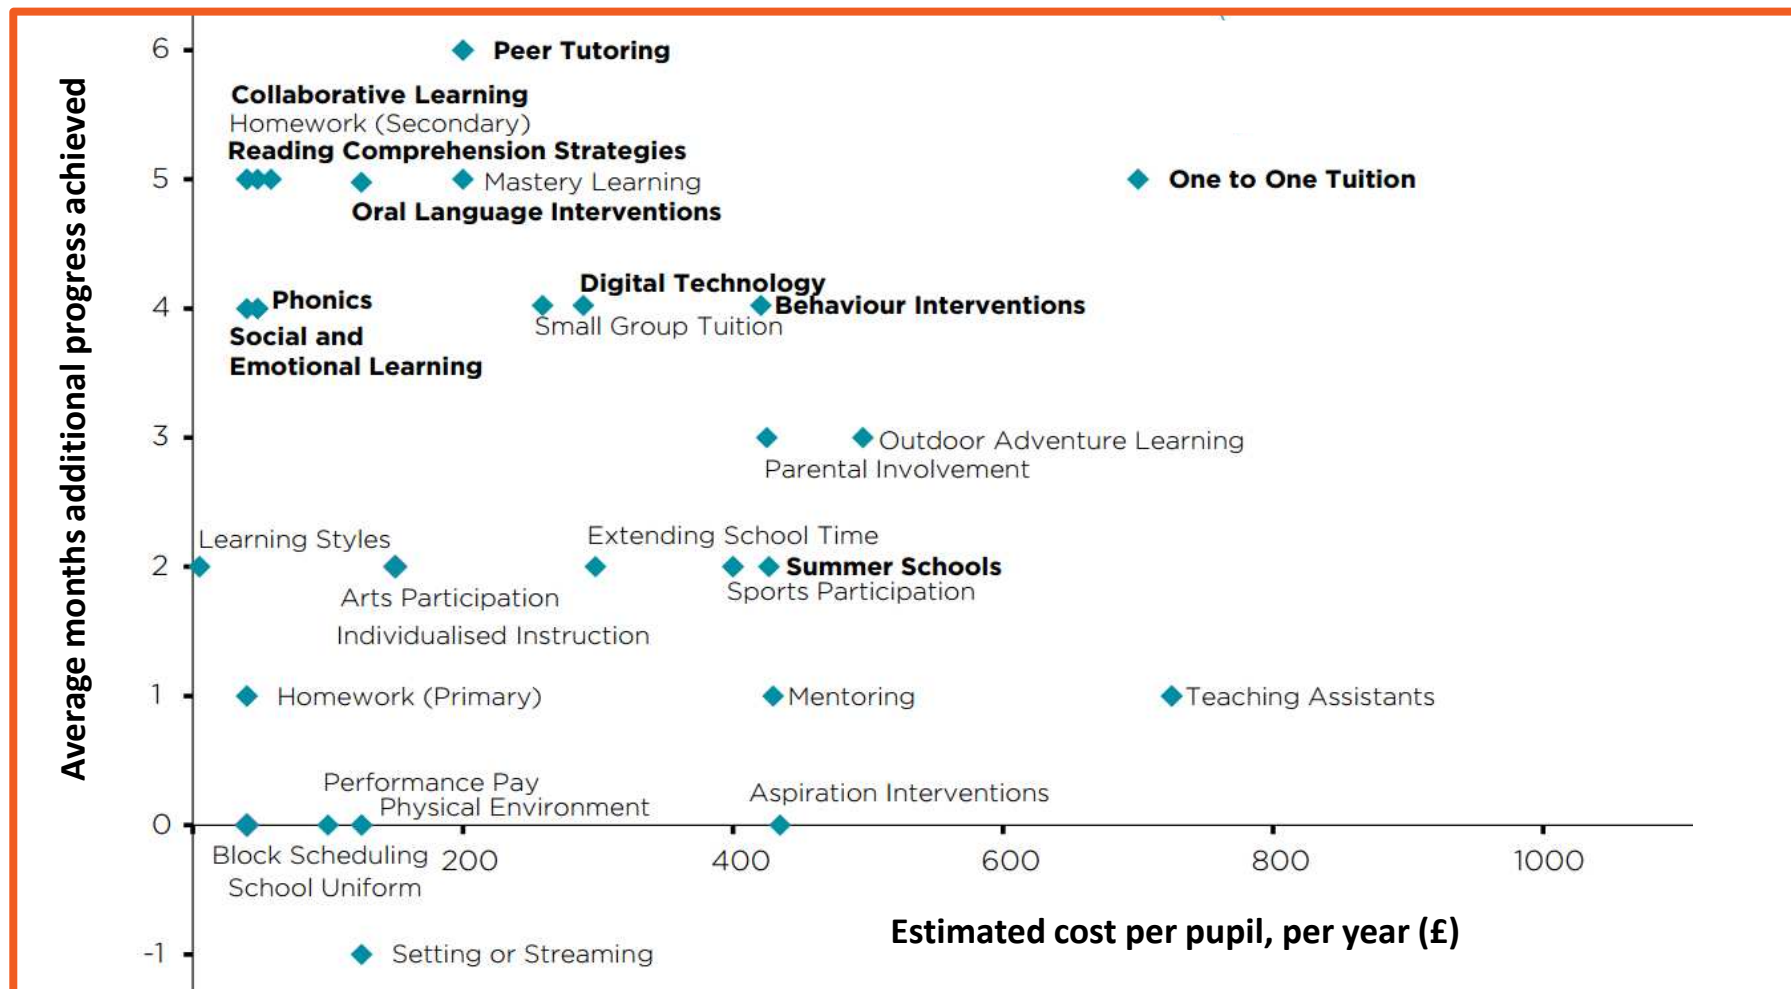 Average months additional progress achieved
6
Peer Tutoring
Collaborative Learning
Homework (Secondary)
Reading Comprehension Strategies
5
Mastery Learning
One to One Tuition
Oral Language Interventions
Digital Technology
4
Phonics
Behaviour Interventions
Small Group Tuition
Social and
Emotional Learning
3
Outdoor Adventure Learning
Parental Involvement
Learning Styles
Extending School Time
2
Summer Schools
Sports Participation
Arts Participation
Individualised Instruction
1
Homework (Primary)
Mentoring
Teaching Assistants
Performance Pay
Physical Environment
Aspiration Interventions
0
Block Scheduling
School Uniform
200 400 600 800 1000
Estimated cost per pupil, per year (£)
-1
Setting or Streaming